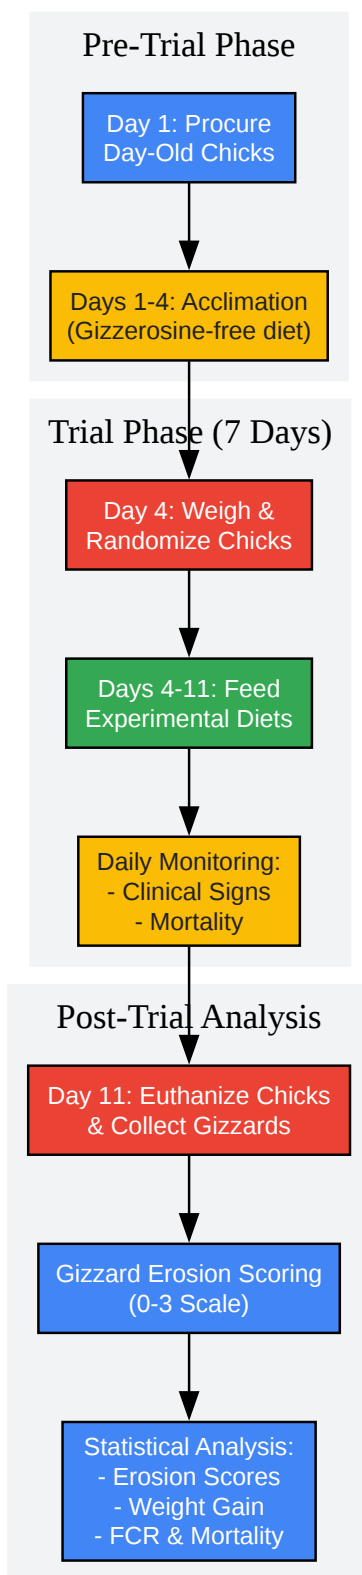 Pre-Trial Phase
Day 1: Procure
Day-Old Chicks
Days 1-4: Acclimation
(Gizzerosine-free diet)
Trial Phase (7 Days)
Day 4: Weigh &
Randomize Chicks
Days 4-11: Feed
Experimental Diets
Daily Monitoring:
- Clinical Signs
- Mortality
Post-Trial Analysis
Day 11: Euthanize Chicks
& Collect Gizzards
Gizzard Erosion Scoring
(0-3 Scale)
Statistical Analysis:
- Erosion Scores
- Weight Gain
- FCR & Mortality